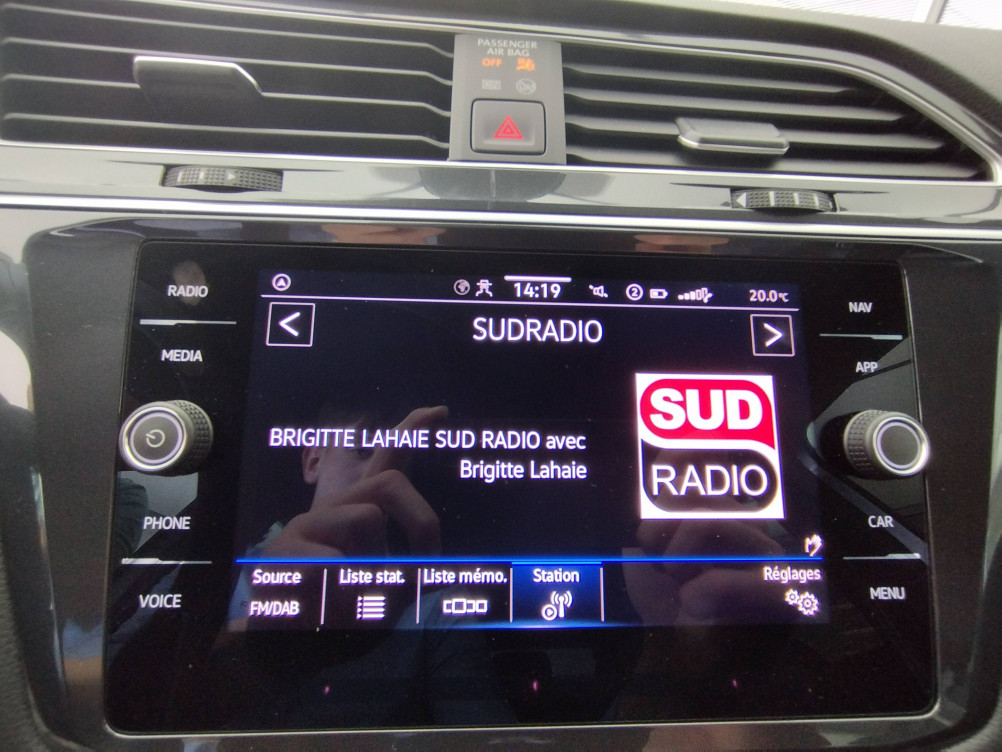 PASSENGER
AIR BAG
OFF
RADIO
MEDIA
PHONE
VOICE
14:19
2
20.0°C
<
SUDRADIO
>
BRIGITTE LAHAIE SUD RADIO avec
Brigitte Lahaie
SUD
RADIO
Source
FM/DAB
Liste stat.
Liste mémo.
Station
Réglages
NAV
APP
CAR
MENU